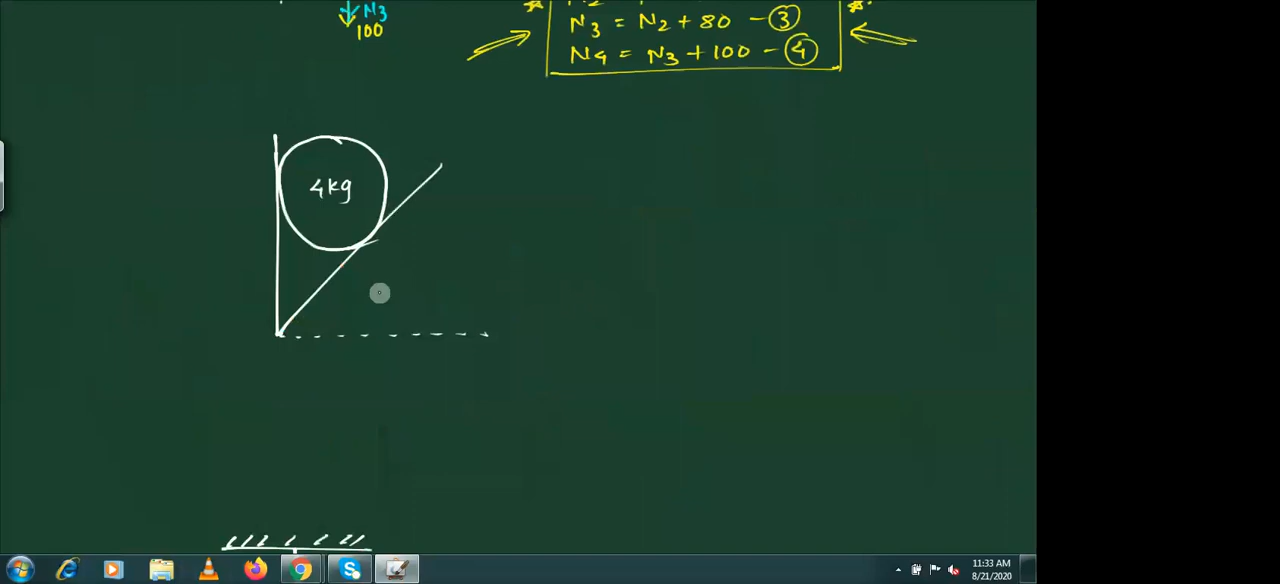 N3
100
N3 = N2 + 80 - 3
N4 = N3 + 100 - 4
4kg
11:33 AM
8/21/2020